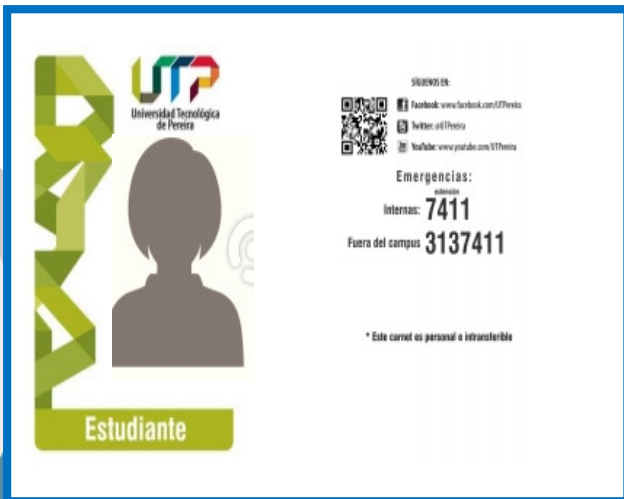 UTP
Universidad Tecnológica
de Pereira
Estudiante
SÍGUENOS EN:
Facebook: www.facebook.com/UTPereira
Twitter: @UTPereira
YouTube: www.youtube.com/UTPereira
Emergencias:
extensión
Internas: 7411
Fuera del campus 3137411
* Este carnet es personal e intransferible